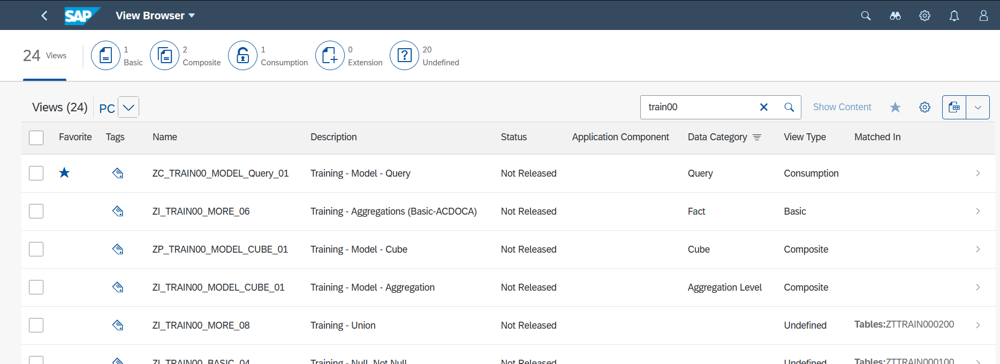 SAP View Browser
24 Views
1 Basic
2 Composite
1 Consumption
0 Extension
20 Undefined
Views (24) PC train00 Show Content
Favorite Tags Name Description Status Application Component Data Category View Type Matched In
ZC_TRAIN00_MODEL_Query_01 Training - Model - Query Not Released Query Consumption
ZI_TRAIN00_MORE_06 Training - Aggregations (Basic-ACDOCA) Not Released Fact Basic
ZP_TRAIN00_MODEL_CUBE_01 Training - Model - Cube Not Released Cube Composite
ZI_TRAIN00_MODEL_CUBE_01 Training - Model - Aggregation Not Released Aggregation Level Composite
ZI_TRAIN00_MORE_08 Training - Union Not Released Undefined Tables:ZTTRAIN000200
ZI_TRAIN00_BASIC_04 Training - Null, Not Null Not Released Undefined Tables:ZTTRAIN000100